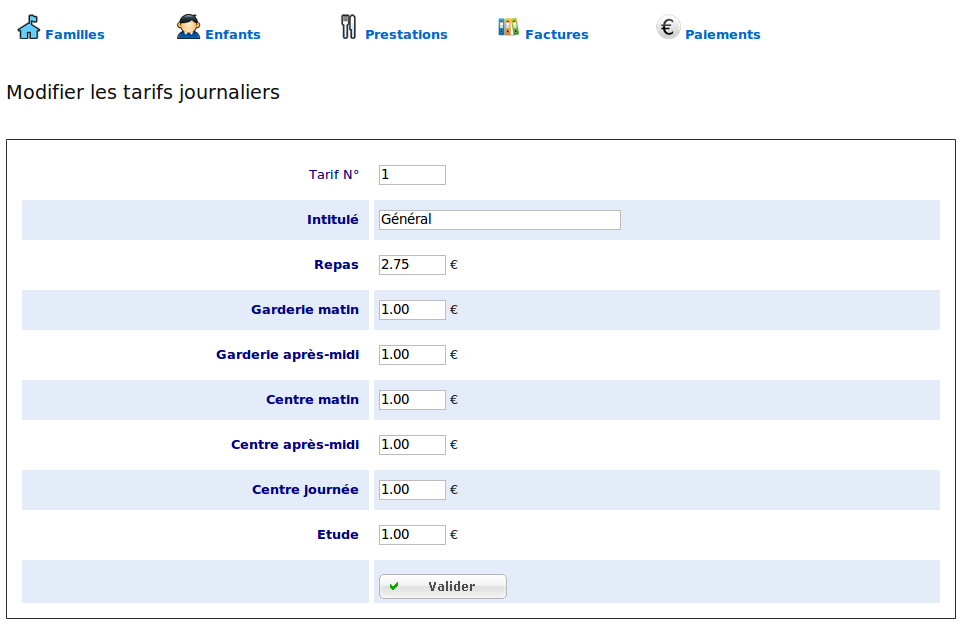 Familles Enfants Prestations Factures Paiements
Modifier les tarifs journaliers
Tarif N° 1
Intitulé Général
Repas 2.75 €
Garderie matin 1.00 €
Garderie après-midi 1.00 €
Centre matin 1.00 €
Centre après-midi 1.00 €
Centre journée 1.00 €
Etude 1.00 €
Valider